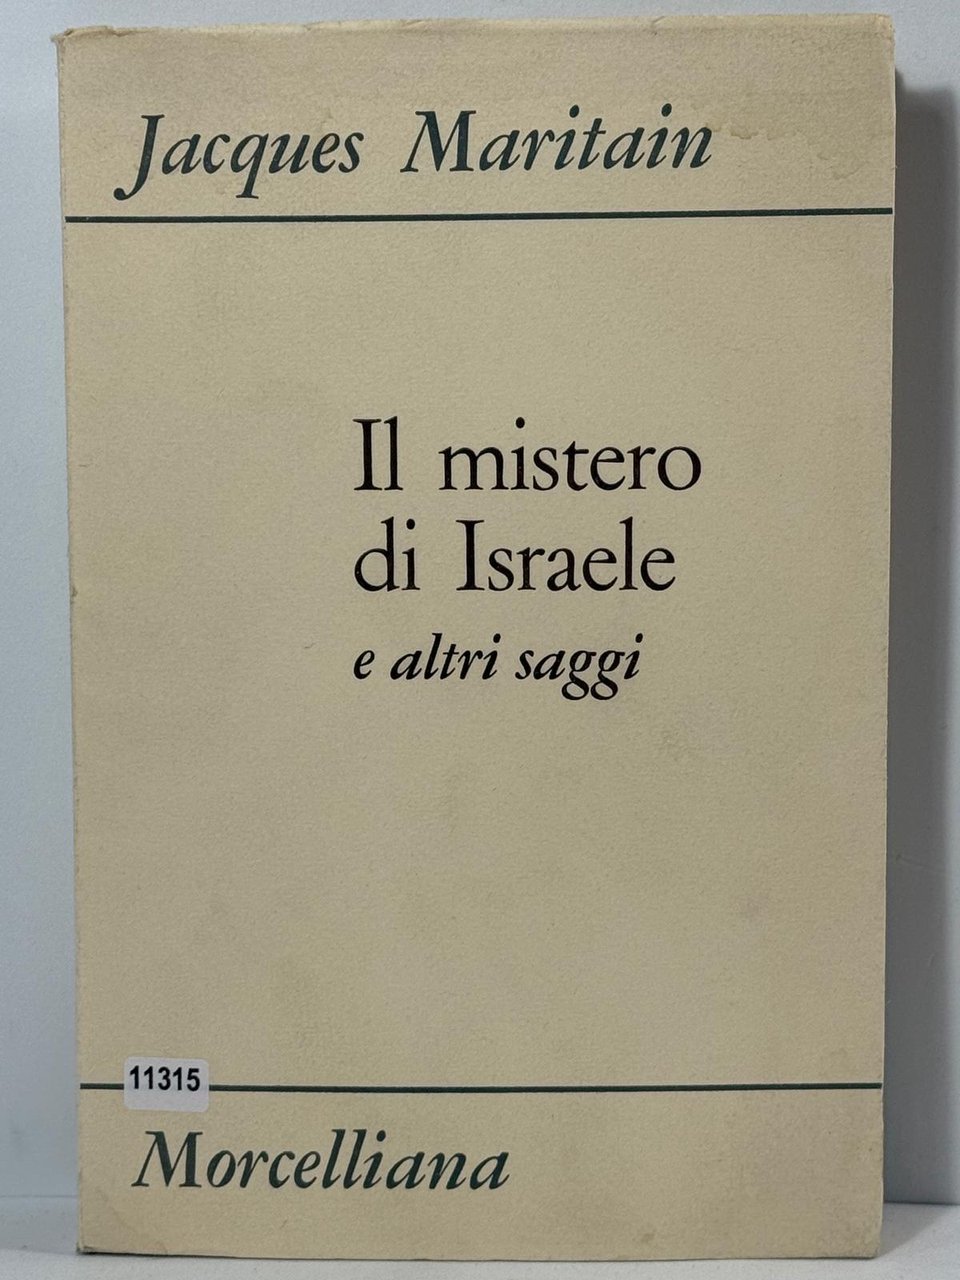 Jacques Maritain
Il mistero
di Israele
e altri saggi
11315
Morcelliana